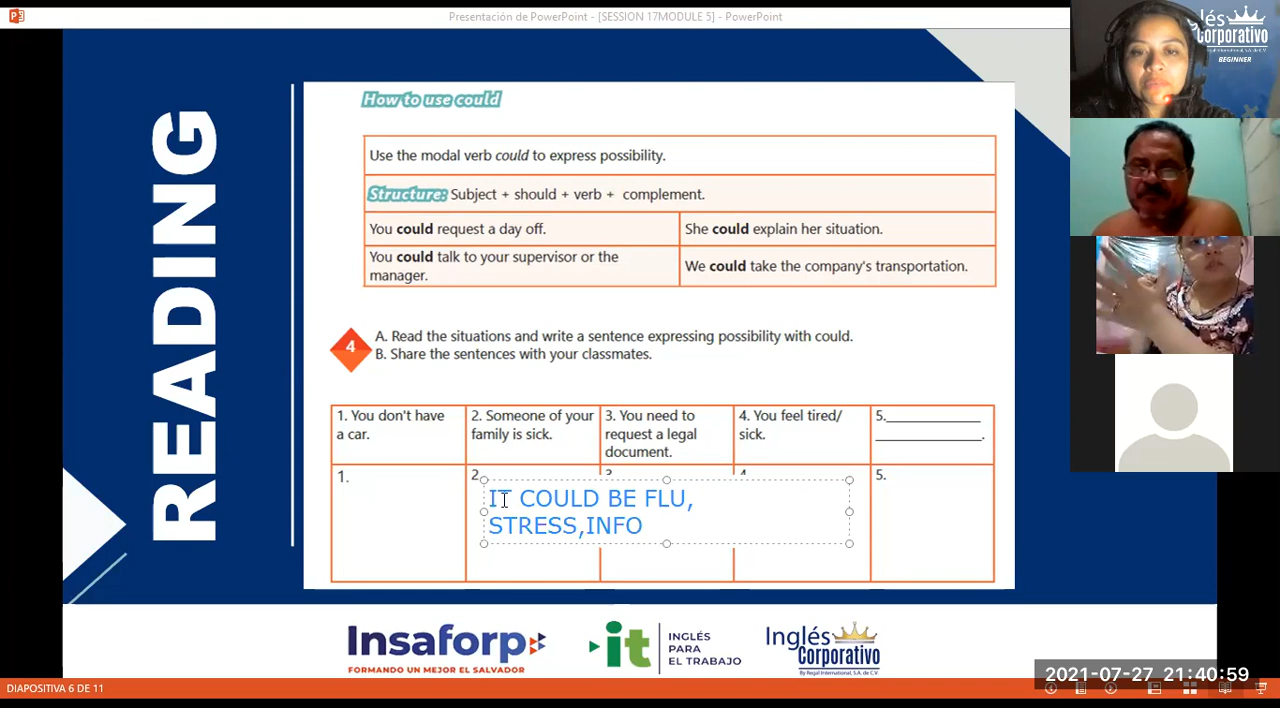 Presentación de PowerPoint - [SESSION 17MODULE 5] - PowerPoint
lés
Corporativo
BEGINNER
READING
How to use could
Use the modal verb could to express possibility.
Structure: Subject + should + verb + complement.
You could request a day off.
She could explain her situation.
You could talk to your supervisor or the
manager.
We could take the company's transportation.
4
A. Read the situations and write a sentence expressing possibility with could.
B. Share the sentences with your classmates.
1. You don't have
a car.
2. Someone of your
family is sick.
3. You need to
request a legal
document.
4. You feel tired/
sick.
5.
.
1.
2
5.
IT COULD BE FLU,
STRESS,INFO
Insaforp
FORMANDO UN MEJOR EL SALVADOR
it
INGLÉS
PARA
EL TRABAJO
Inglés
Corporativo
By Regal International, S.A. de C.V.
2021-07-27 21:40:59
DIAPOSITIVA 6 DE 11